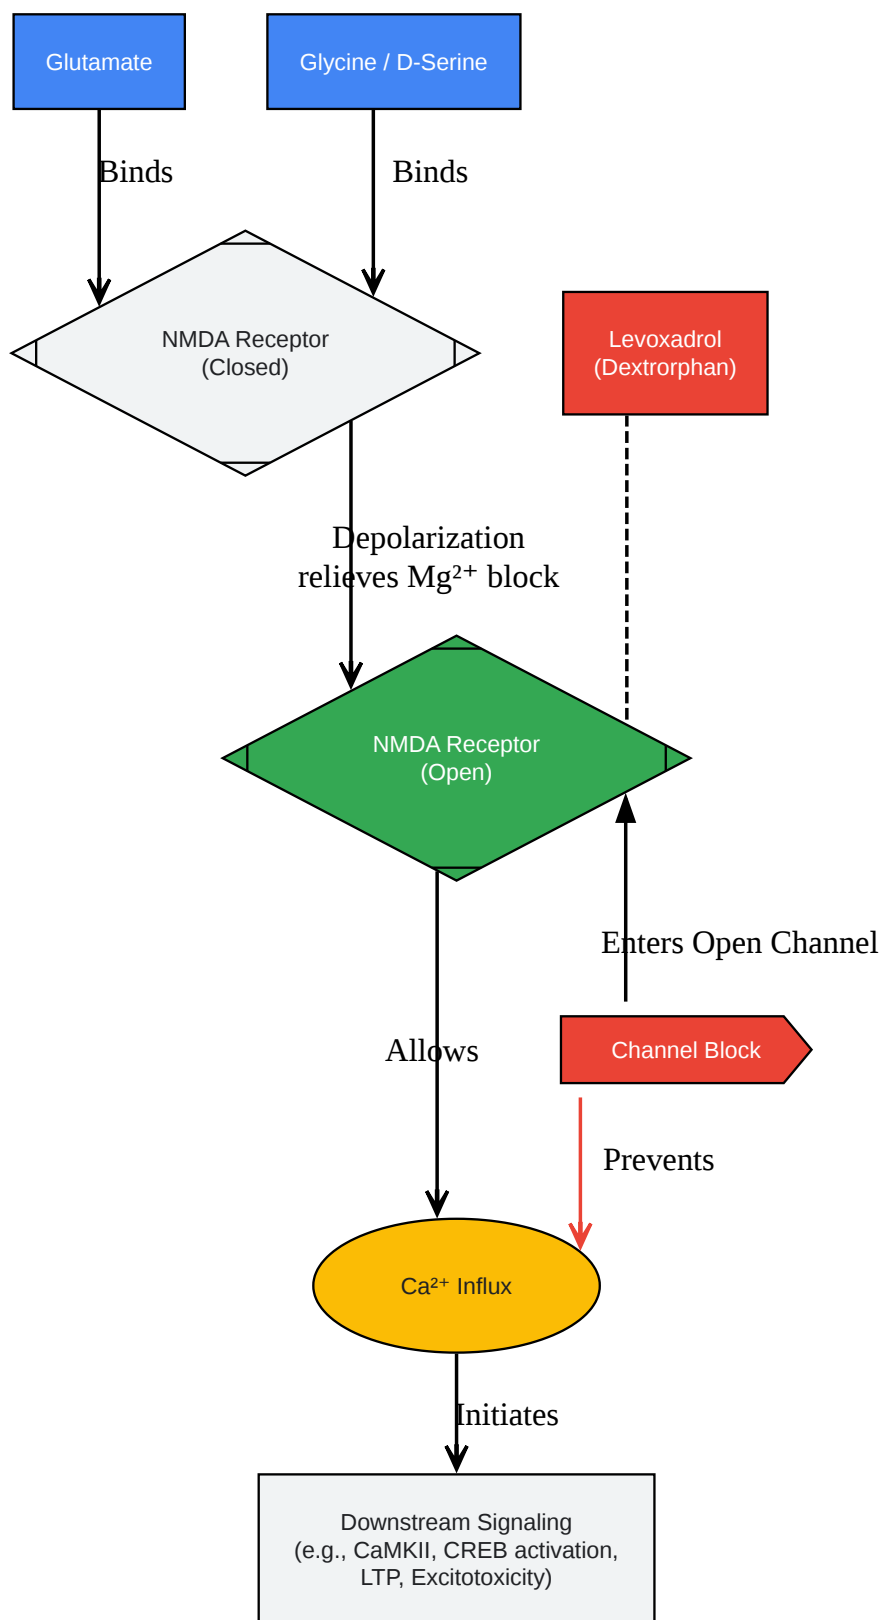 Glutamate
Glycine / D-Serine
Binds
Binds
NMDA Receptor
(Closed)
Levoxadrol
(Dextrorphan)
Depolarization
relieves Mg²⁺ block
NMDA Receptor
(Open)
Enters Open Channel
Allows
Channel Block
Prevents
Ca²⁺ Influx
Initiates
Downstream Signaling
(e.g., CaMKII, CREB activation,
LTP, Excitotoxicity)